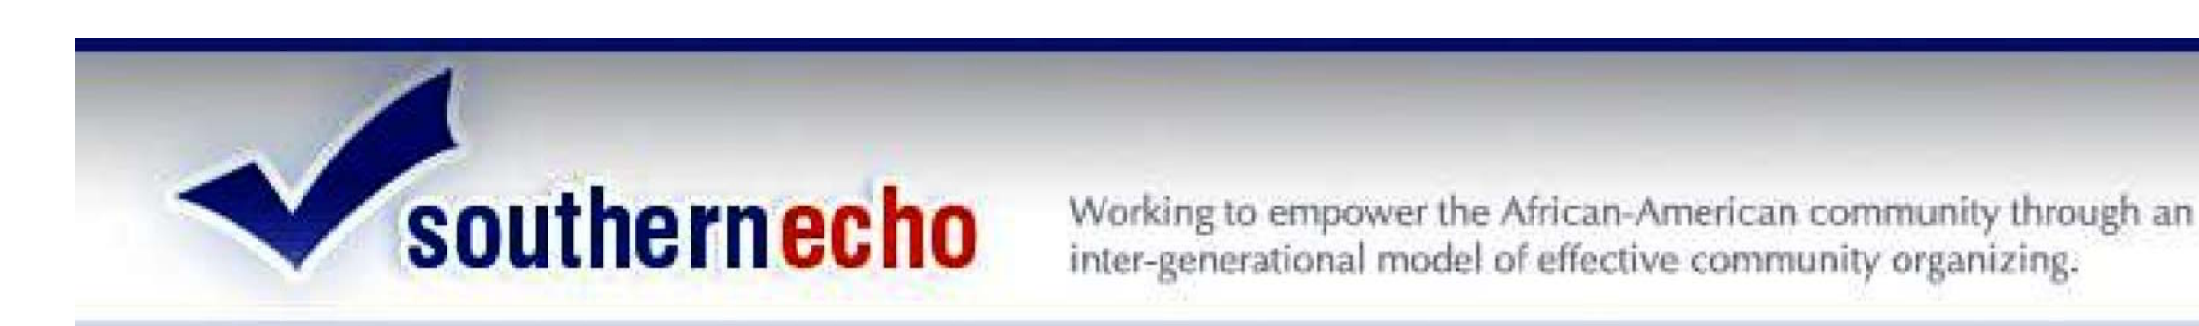 southernecho
Working to empower the African-American community through an
inter-generational model of effective community organizing.